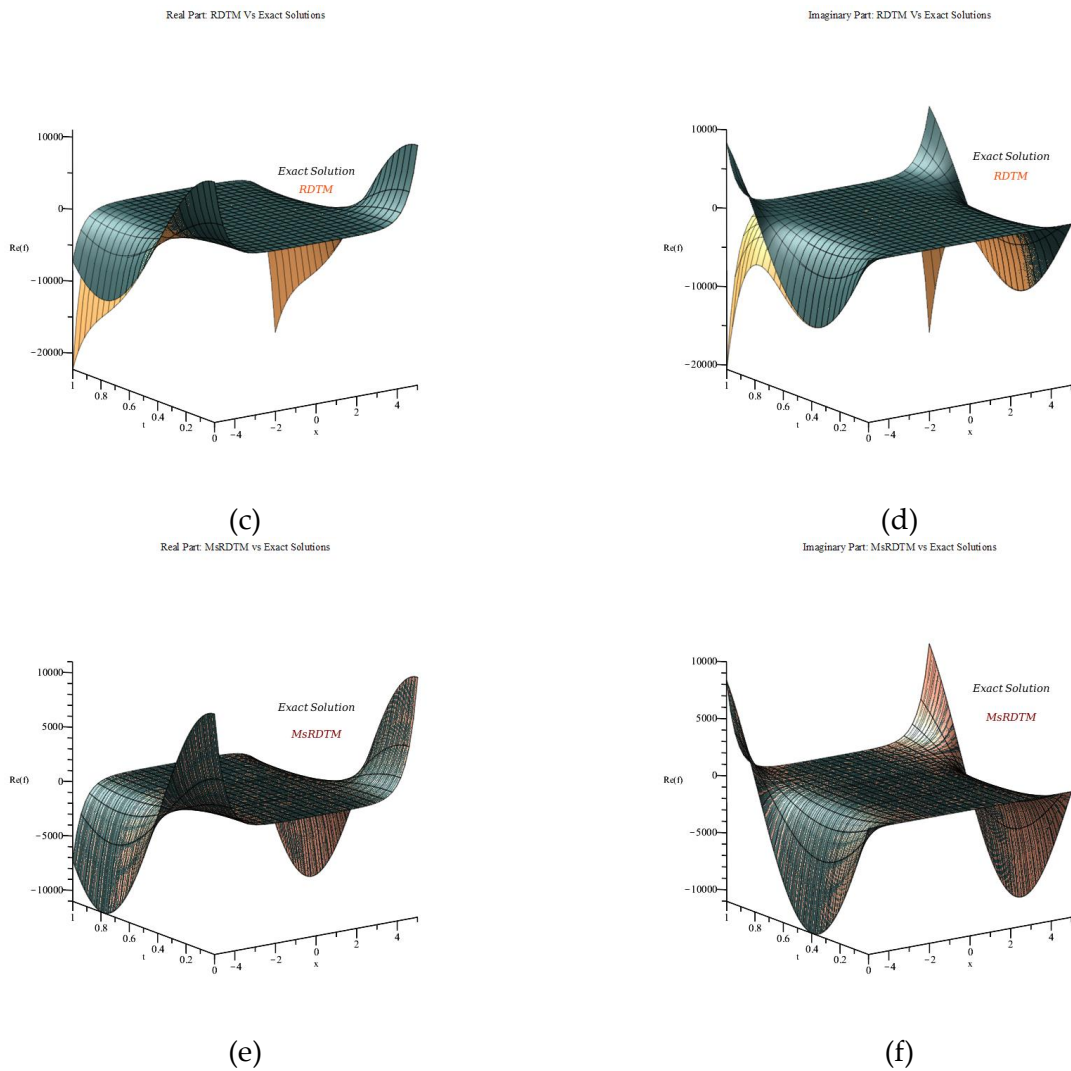 Real Part: RDTM Vs Exact Solutions
Exact Solution
RDTM
Re(f)
10000
0
−10000
−20000
1
0.8
0.6
0.4
0.2
0
t
−4
−2
0
2
4
x
(c)
Imaginary Part: RDTM Vs Exact Solutions
Exact Solution
RDTM
Re(f)
10000
0
−10000
−20000
1
0.8
0.6
0.4
0.2
0
t
−4
−2
0
2
4
x
(d)
Real Part: MsRDTM vs Exact Solutions
Exact Solution
MsRDTM
Re(f)
10000
5000
0
−5000
−10000
1
0.8
0.6
0.4
0.2
0
t
−4
−2
0
2
4
x
(e)
Imaginary Part: MsRDTM vs Exact Solutions
Exact Solution
MsRDTM
Re(f)
10000
5000
0
−5000
−10000
1
0.8
0.6
0.4
0.2
0
t
−4
−2
0
2
4
x
(f)